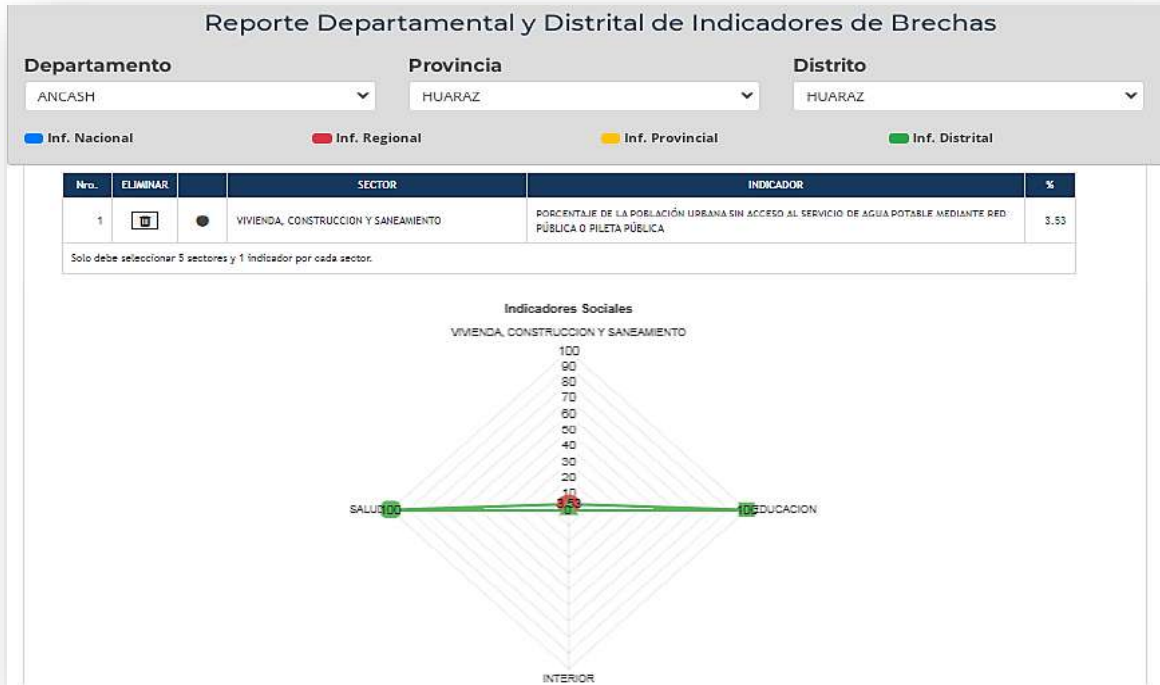 Reporte Departamental y Distrital de Indicadores de Brechas
Departamento Provincia Distrito
ANCASH HUARAZ HUARAZ
Inf. Nacional Inf. Regional Inf. Provincial Inf. Distrital
Nro. ELIMINAR SECTOR INDICADOR %
1 VIVIENDA, CONSTRUCCION Y SANEAMIENTO PORCENTAJE DE LA POBLACIÓN URBANA SIN ACCESO AL SERVICIO DE AGUA POTABLE MEDIANTE RED 3.53
PÚBLICA O PILETA PÚBLICA
Solo debe seleccionar 5 sectores y 1 indicador por cada sector.
Indicadores Sociales
VIVIENDA, CONSTRUCCION Y SANEAMIENTO
100
90
80
70
60
50
40
30
20
10
3.53
SALUD 100 0 100 EDUCACION
INTERIOR